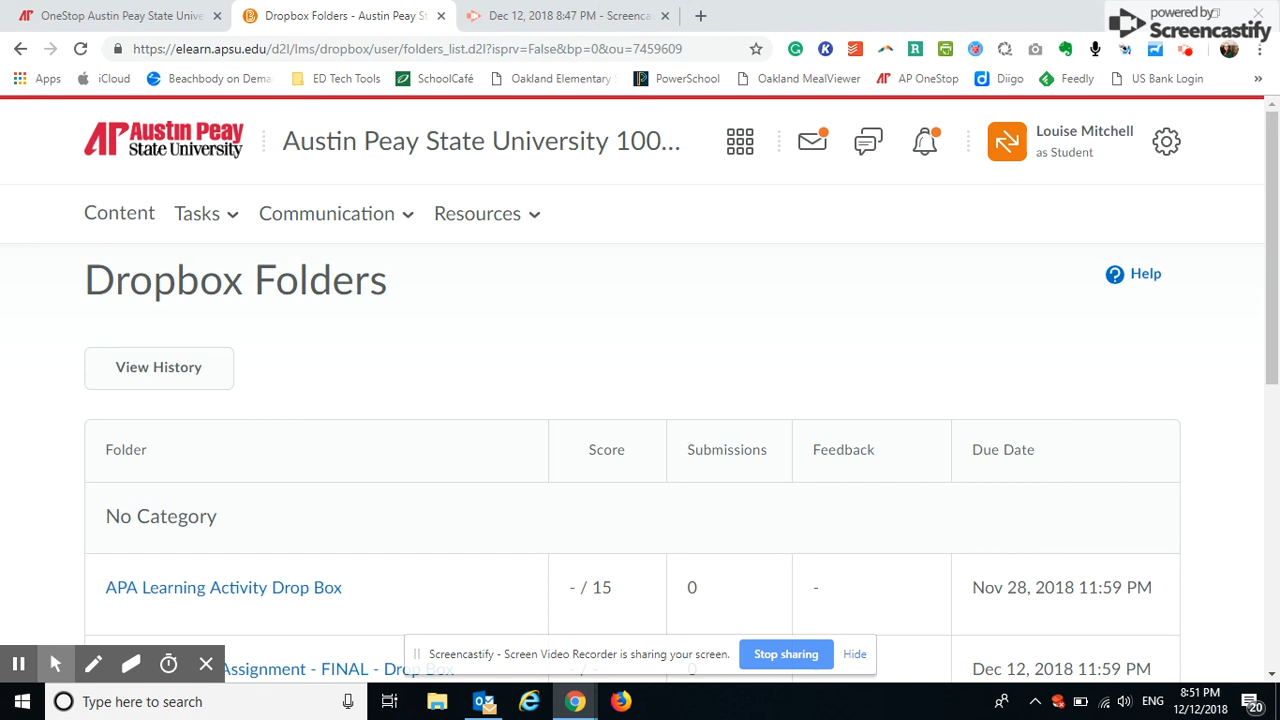 OneStop Austin Peay State Unive
Dropbox Folders - Austin Peay St
Dec 12, 2018 8:47 PM - Screenca
powered by
Screencastify
https://elearn.apsu.edu/d2l/lms/dropbox/user/folders_list.d2l?isprv=False&bp=0&ou=7459609
Apps
iCloud
Beachbody on Dema
ED Tech Tools
SchoolCafé
Oakland Elementary
PowerSchool
Oakland MealViewer
AP OneStop
Diigo
Feedly
US Bank Login
»
AP Austin Peay
State University
Austin Peay State University 100...
Louise Mitchell
as Student
Content
Tasks
Communication
Resources
Dropbox Folders
Help
View History
Folder
Score
Submissions
Feedback
Due Date
No Category
APA Learning Activity Drop Box
- / 15
0
-
Nov 28, 2018 11:59 PM
Assignment - FINAL - Drop Box
- / -
0
Dec 12, 2018 11:59 PM
Screencastify - Screen Video Recorder is sharing your screen.
Stop sharing
Hide
Type here to search
ENG
8:51 PM
12/12/2018
20